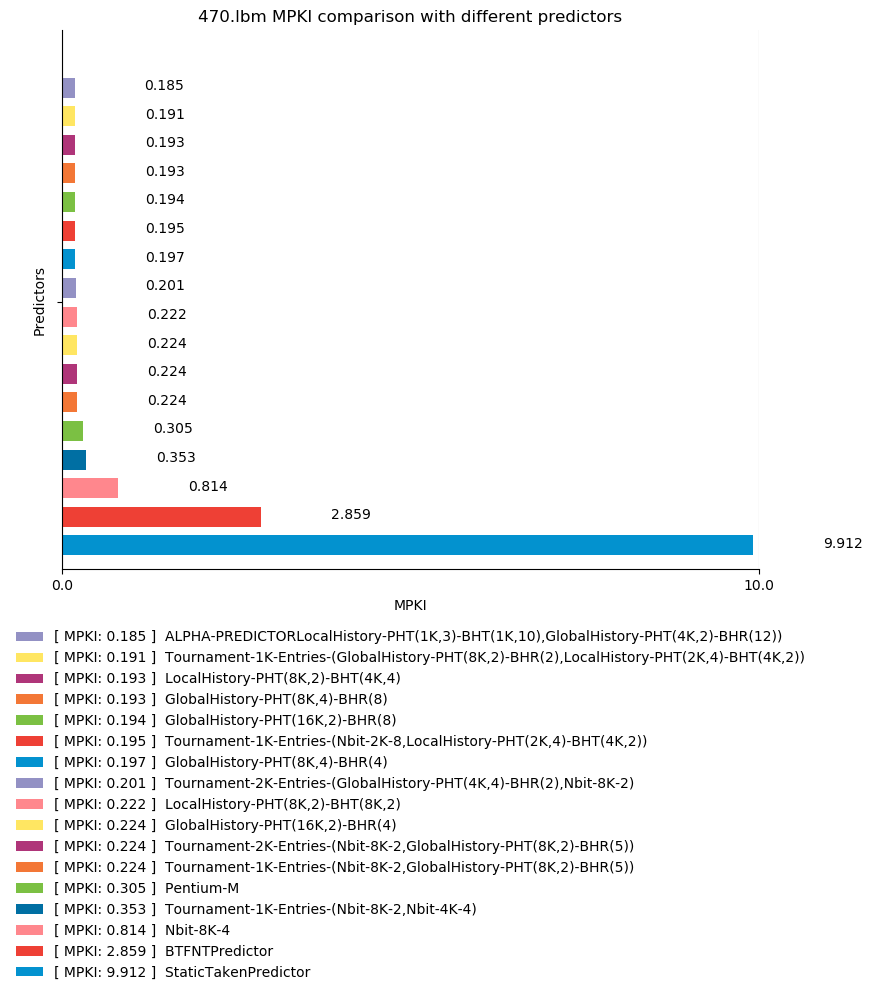 470.lbm MPKI comparison with different predictors
0.185
0.191
0.193
0.193
0.194
0.195
0.197
0.201
0.222
0.224
0.224
0.224
0.305
0.353
0.814
2.859
9.912
Predictors
0.0
10.0
MPKI
[ MPKI: 0.185 ]  ALPHA-PREDICTORLocalHistory-PHT(1K,3)-BHT(1K,10),GlobalHistory-PHT(4K,2)-BHR(12))
[ MPKI: 0.191 ]  Tournament-1K-Entries-(GlobalHistory-PHT(8K,2)-BHR(2),LocalHistory-PHT(2K,4)-BHT(4K,2))
[ MPKI: 0.193 ]  LocalHistory-PHT(8K,2)-BHT(4K,4)
[ MPKI: 0.193 ]  GlobalHistory-PHT(8K,4)-BHR(8)
[ MPKI: 0.194 ]  GlobalHistory-PHT(16K,2)-BHR(8)
[ MPKI: 0.195 ]  Tournament-1K-Entries-(Nbit-2K-8,LocalHistory-PHT(2K,4)-BHT(4K,2))
[ MPKI: 0.197 ]  GlobalHistory-PHT(8K,4)-BHR(4)
[ MPKI: 0.201 ]  Tournament-2K-Entries-(GlobalHistory-PHT(4K,4)-BHR(2),Nbit-8K-2)
[ MPKI: 0.222 ]  LocalHistory-PHT(8K,2)-BHT(8K,2)
[ MPKI: 0.224 ]  GlobalHistory-PHT(16K,2)-BHR(4)
[ MPKI: 0.224 ]  Tournament-2K-Entries-(Nbit-8K-2,GlobalHistory-PHT(8K,2)-BHR(5))
[ MPKI: 0.224 ]  Tournament-1K-Entries-(Nbit-8K-2,GlobalHistory-PHT(8K,2)-BHR(5))
[ MPKI: 0.305 ]  Pentium-M
[ MPKI: 0.353 ]  Tournament-1K-Entries-(Nbit-8K-2,Nbit-4K-4)
[ MPKI: 0.814 ]  Nbit-8K-4
[ MPKI: 2.859 ]  BTFNTPredictor
[ MPKI: 9.912 ]  StaticTakenPredictor